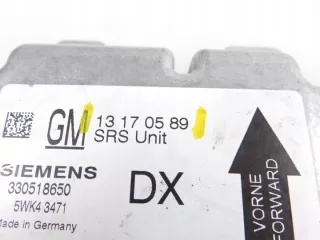 GM 13 17 05 89
SRS Unit
SIEMENS
330518650
5WK4 3471
Made in Germany
DX
VORNE
FORWARD